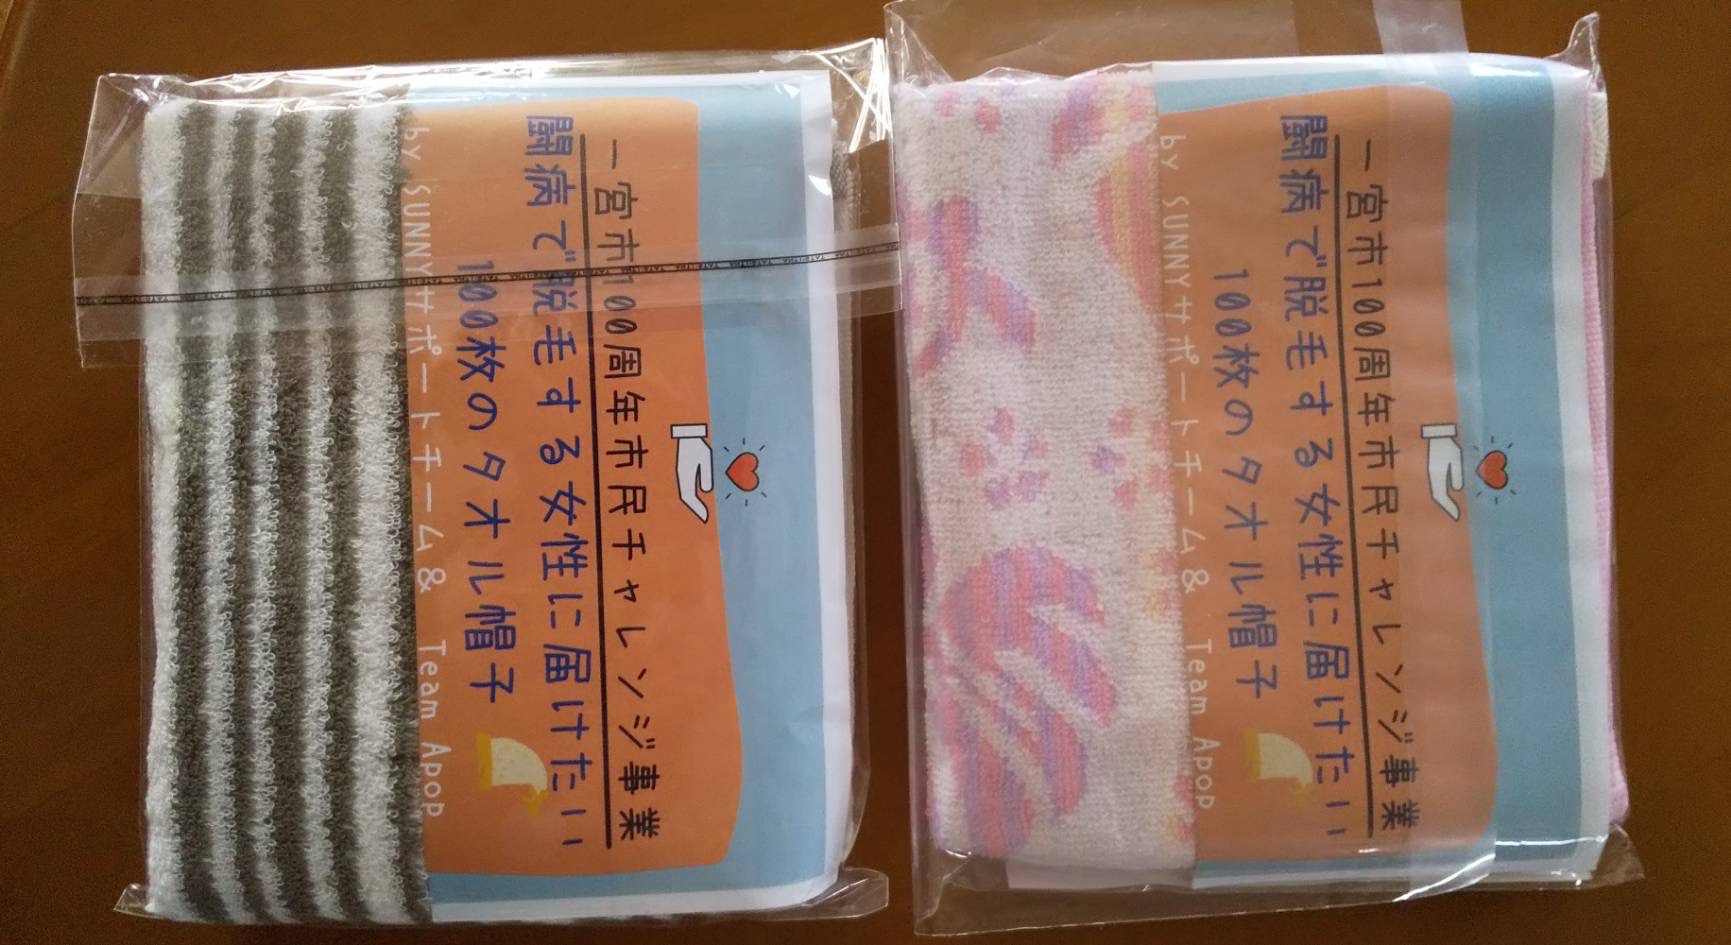 一宮市100周年市民チャレンジ事業
闘病で脱毛する女性に届けたい
100枚のタオル帽子
by SUNNYサポートチーム& Team Apop
一宮市100周年市民チャレンジ事業
闘病で脱毛する女性に届けたい
100枚のタオル帽子
by SUNNYサポートチーム& Team Apop